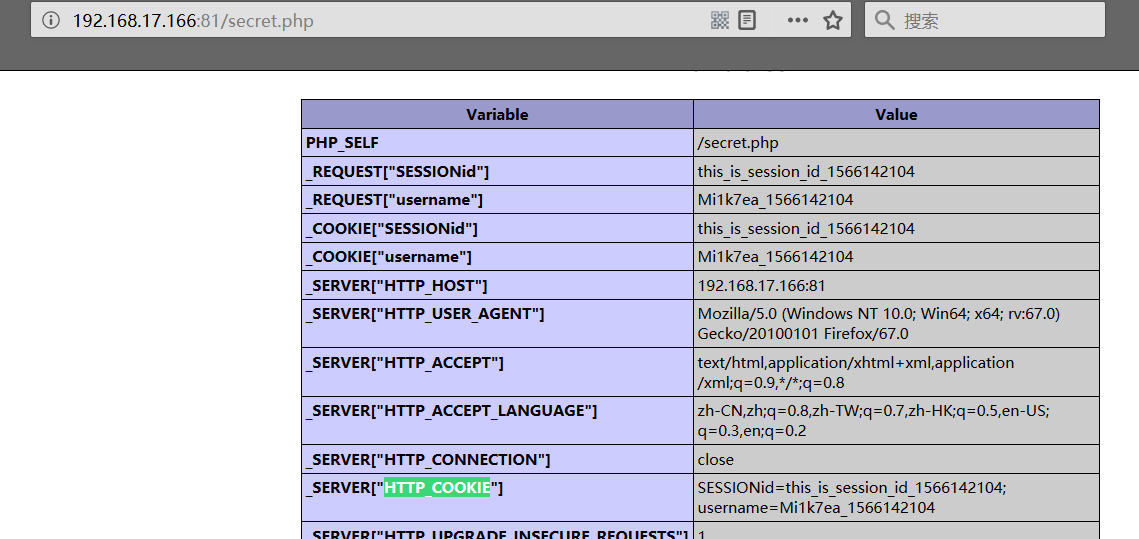 192.168.17.166:81/secret.php
搜索
Variable Value
PHP_SELF /secret.php
_REQUEST["SESSIONid"] this_is_session_id_1566142104
_REQUEST["username"] Mi1k7ea_1566142104
_COOKIE["SESSIONid"] this_is_session_id_1566142104
_COOKIE["username"] Mi1k7ea_1566142104
_SERVER["HTTP_HOST"] 192.168.17.166:81
_SERVER["HTTP_USER_AGENT"] Mozilla/5.0 (Windows NT 10.0; Win64; x64; rv:67.0)
Gecko/20100101 Firefox/67.0
_SERVER["HTTP_ACCEPT"] text/html,application/xhtml+xml,application
/xml;q=0.9,*/*;q=0.8
_SERVER["HTTP_ACCEPT_LANGUAGE"] zh-CN,zh;q=0.8,zh-TW;q=0.7,zh-HK;q=0.5,en-US;
q=0.3,en;q=0.2
_SERVER["HTTP_CONNECTION"] close
_SERVER["HTTP_COOKIE"] SESSIONid=this_is_session_id_1566142104;
username=Mi1k7ea_1566142104
_SERVER["HTTP_UPGRADE_INSECURE_REQUESTS"] 1